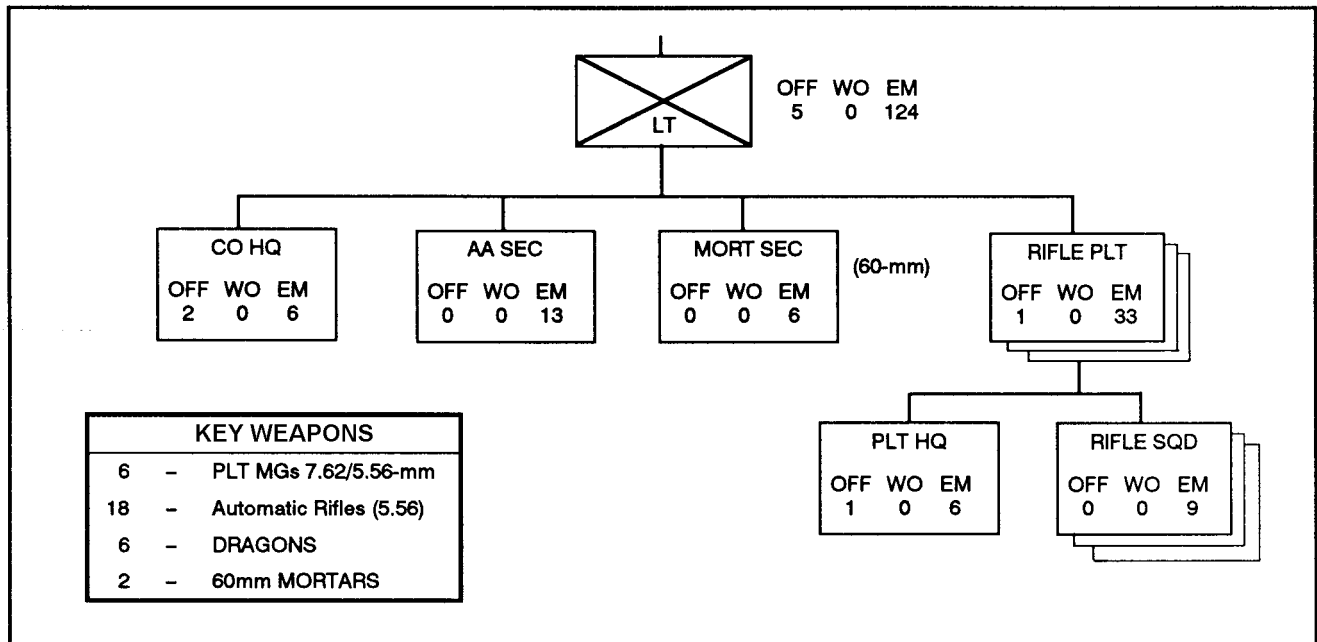 OFF WO EM
5 0 124
LT
CO HQ
OFF WO EM
2 0 6
AA SEC
OFF WO EM
0 0 13
MORT SEC
OFF WO EM
0 0 6
(60-mm)
RIFLE PLT
OFF WO EM
1 0 33
PLT HQ
OFF WO EM
1 0 6
RIFLE SQD
OFF WO EM
0 0 9
KEY WEAPONS
6 – PLT MGs 7.62/5.56-mm
18 – Automatic Rifles (5.56)
6 – DRAGONS
2 – 60mm MORTARS